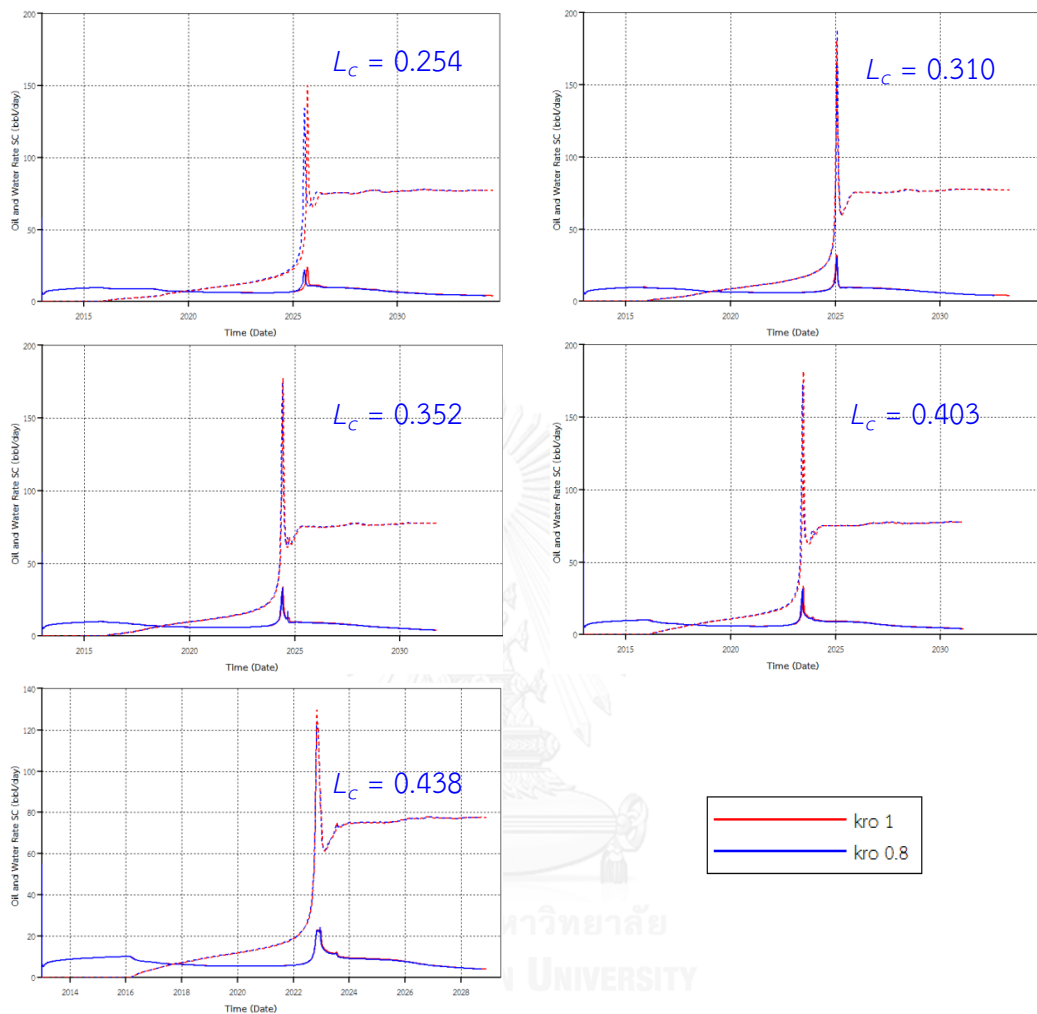 200
150
100
50
0
Oil and Water Rate SC (bbl/day)
L_c = 0.254
2015 2020 2025 2030
Time (Date)
200
150
100
50
0
Oil and Water Rate SC (bbl/day)
L_c = 0.310
2015 2020 2025 2030
Time (Date)
200
150
100
50
0
Oil and Water Rate SC (bbl/day)
L_c = 0.352
2015 2020 2025 2030
Time (Date)
200
150
100
50
0
Oil and Water Rate SC (bbl/day)
L_c = 0.403
2015 2020 2025 2030
Time (Date)
140
120
100
80
60
40
20
0
Oil and Water Rate SC (bbl/day)
L_c = 0.438
2014 2016 2018 2020 2022 2024 2026 2028
Time (Date)
kro 1
kro 0.8
UNIVERSITY